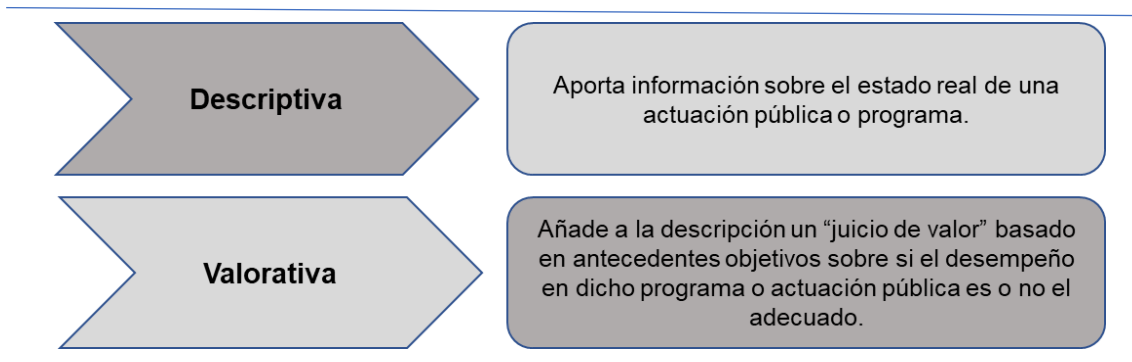 Descriptiva
Aporta información sobre el estado real de una
actuación pública o programa.
Valorativa
Añade a la descripción un “juicio de valor” basado
en antecedentes objetivos sobre si el desempeño
en dicho programa o actuación pública es o no el
adecuado.